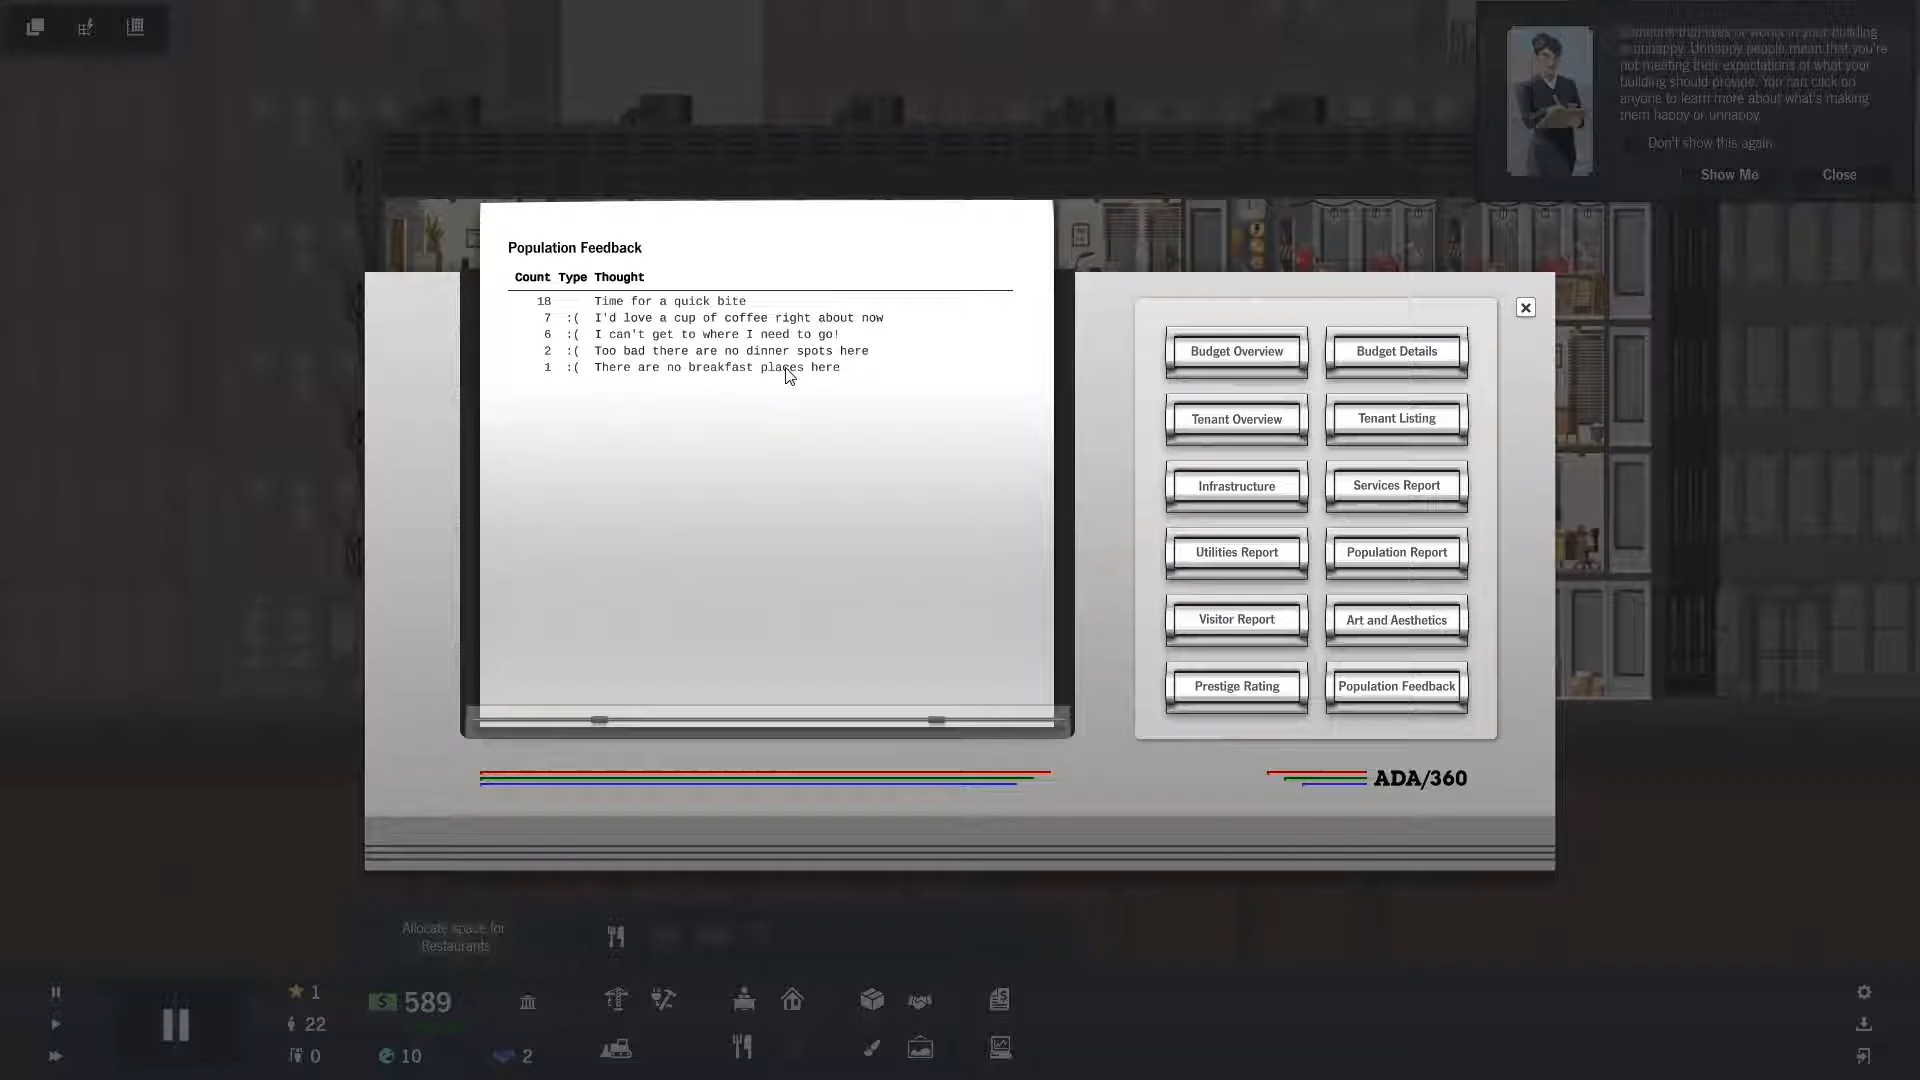 building
unhappy. Unhappy people mean that you're
not meeting their expectations of what your
building should provide. You can click on
anyone to learn more about what's making
them happy or unhappy.
Don't show this again
Show Me
Close
Population Feedback
Count Type Thought
18 Time for a quick bite
7 :( I'd love a cup of coffee right about now
6 :( I can't get to where I need to go!
2 :( Too bad there are no dinner spots here
1 :( There are no breakfast places here
Budget Overview
Budget Details
Tenant Overview
Tenant Listing
Infrastructure
Services Report
Utilities Report
Population Report
Visitor Report
Art and Aesthetics
Prestige Rating
Population Feedback
ADA/360
Allocate space for
Restaurants
1
22
0
589
10
2